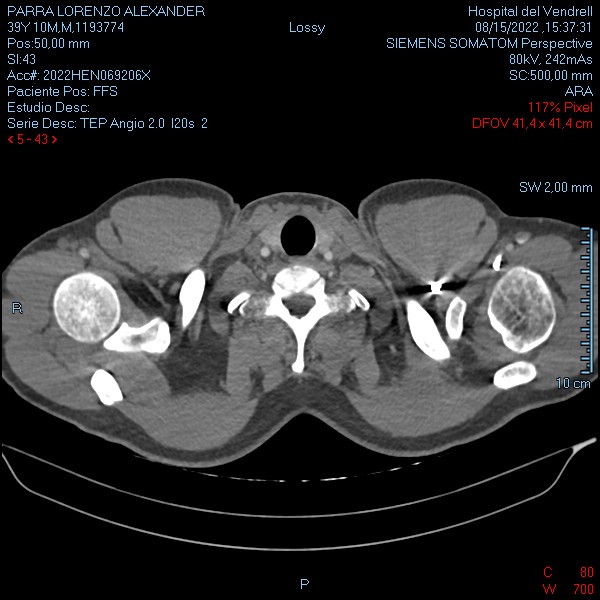 PARRA LORENZO ALEXANDER
39Y 10M,M,1193774
Pos:50,00 mm
SI:43
Acc#: 2022HEN069206X
Paciente Pos: FFS
Estudio Desc:
Serie Desc: TEP Angio 2.0 I20s 2
< 5 - 43 >
Lossy
Hospital del Vendrell
08/15/2022 ,15:37:31
SIEMENS SOMATOM Perspective
80kV, 242mAs
SC:500,00 mm
ARA
117% Pixel
DFOV 41,4 x 41,4 cm
SW 2,00 mm
R
10 cm
P
C 80
W 700